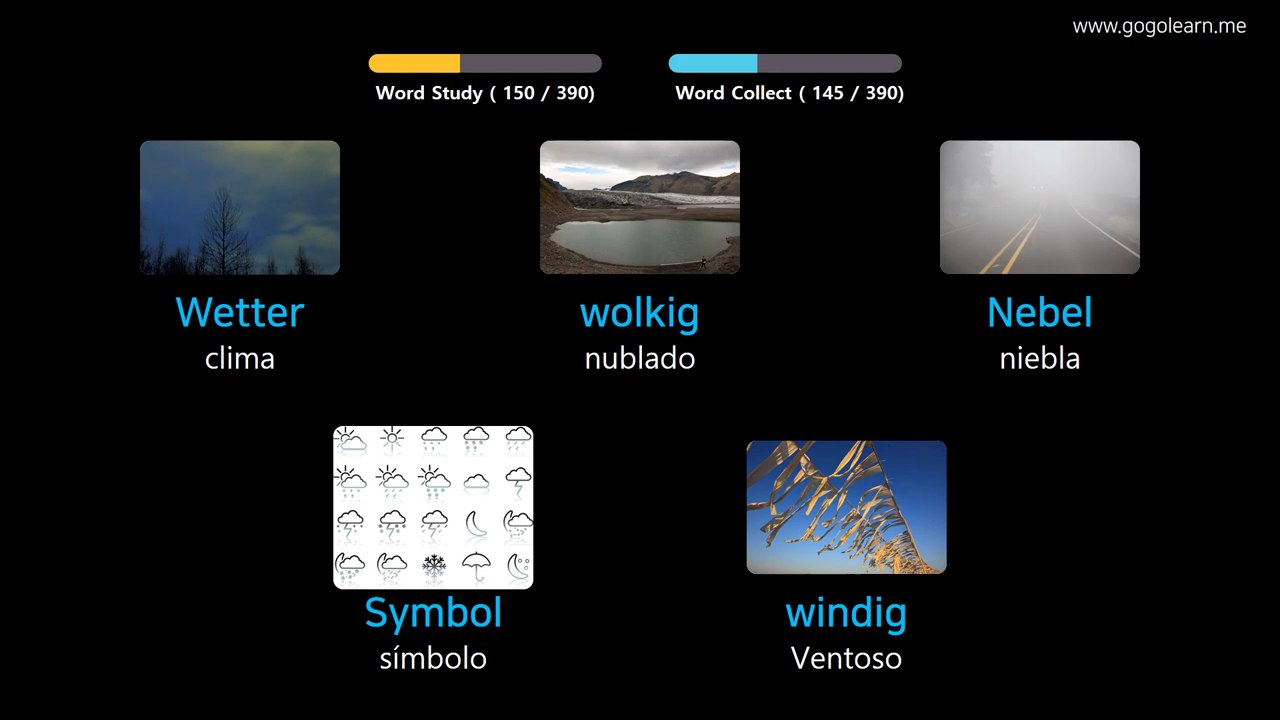 www.gogolearn.me
Word Study ( 150 / 390)
Word Collect ( 145 / 390)
Wetter
clima
wolkig
nublado
Nebel
niebla
Symbol
símbolo
windig
Ventoso